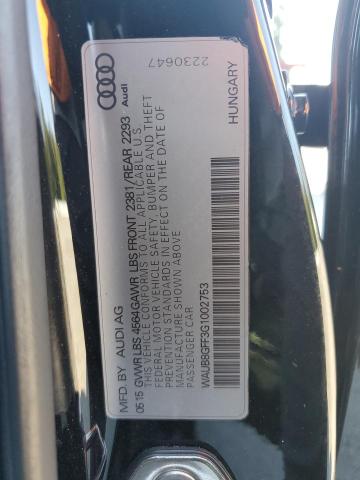 MFD. BY AUDI AG
05 15 GVWR LBS 4564 GAWR LBS FRONT 2381/REAR 2293
THIS VEHICLE CONFORMS TO ALL APPLICABLE U.S.
FEDERAL MOTOR VEHICLE SAFETY, BUMPER AND THEFT
PREVENTION STANDARDS IN EFFECT ON THE DATE OF
MANUFACTURE SHOWN ABOVE
PASSENGER CAR
WAUB8GFF3G1002753
HUNGARY
Audi
2230647